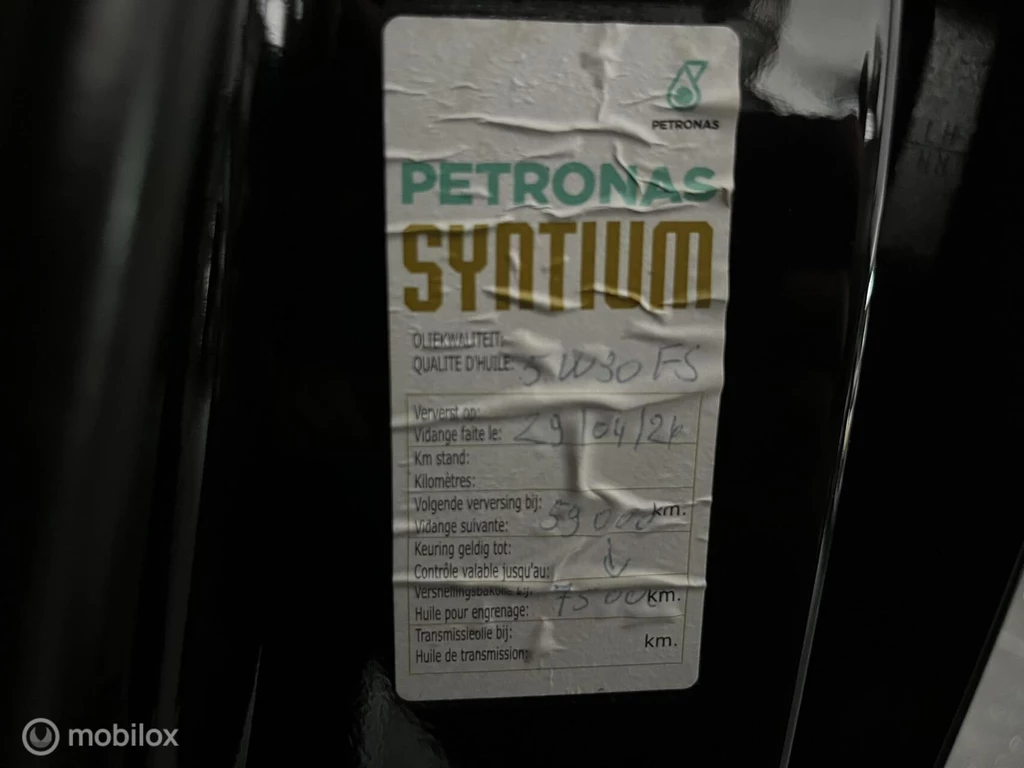 PETRONAS
PETRONAS
SYNTIUM
OLIEKWALITEIT:
QUALITE D'HUILE: 5W30 FS
Ververst op:
Vidange faite le: 29/04/24
Km stand:
Kilomètres:
Volgende verversing bij:
Vidange suivante: 59000 km.
Keuring geldig tot:
Contrôle valable jusqu'au:
Versnellingsbakolie bij:
Huile pour engrenage: 75000 km.
Transmissieolie bij:
Huile de transmission: km.
mobilox